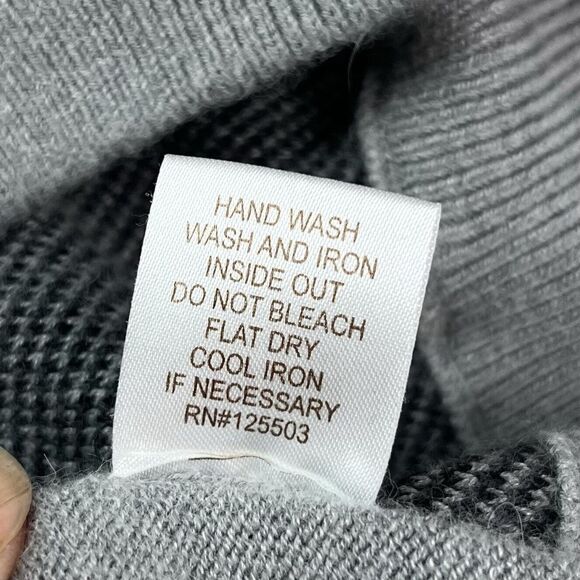 HAND WASH
WASH AND IRON
INSIDE OUT
DO NOT BLEACH
FLAT DRY
COOL IRON
IF NECESSARY
RN#125503